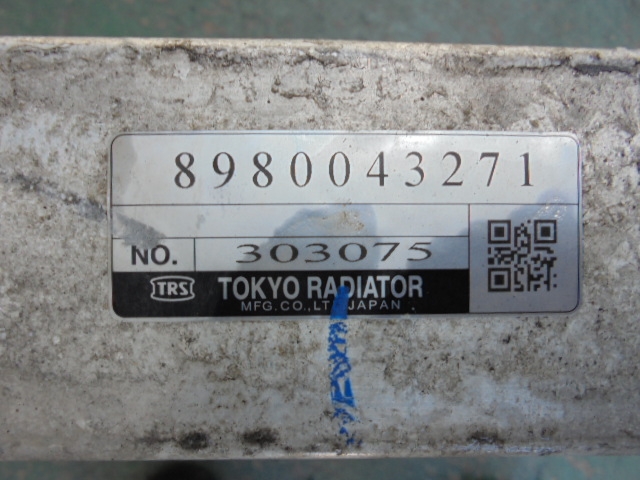 8980043271
NO. 303075
TRS TOKYO RADIATOR
MFG.CO.,LTD.JAPAN